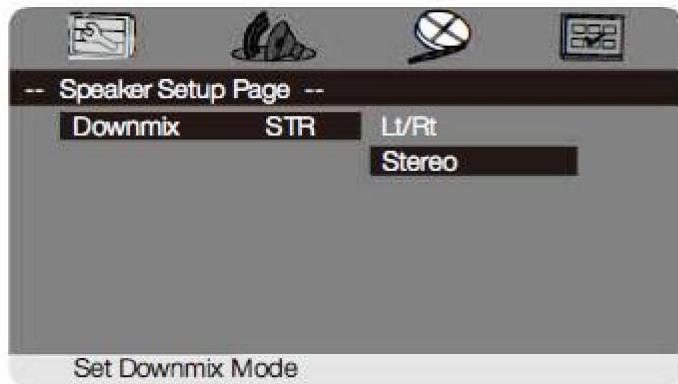 -- Speaker Setup Page --
Downmix STR Lt/Rt
Stereo
Set Downmix Mode